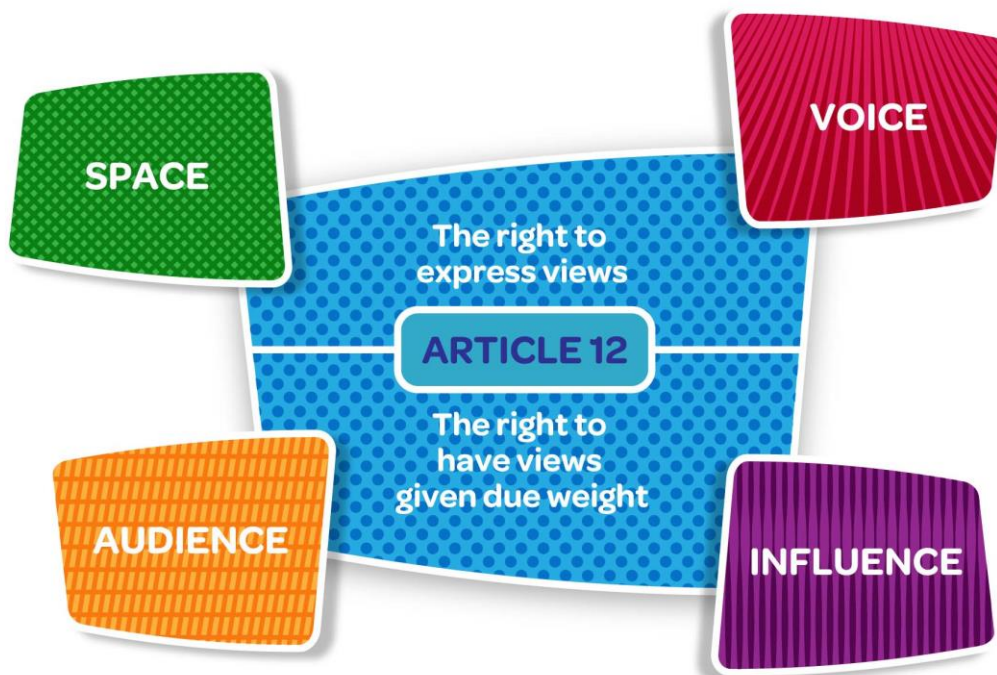 SPACE
VOICE
The right to
express views
ARTICLE 12
The right to
have views
given due weight
AUDIENCE
INFLUENCE